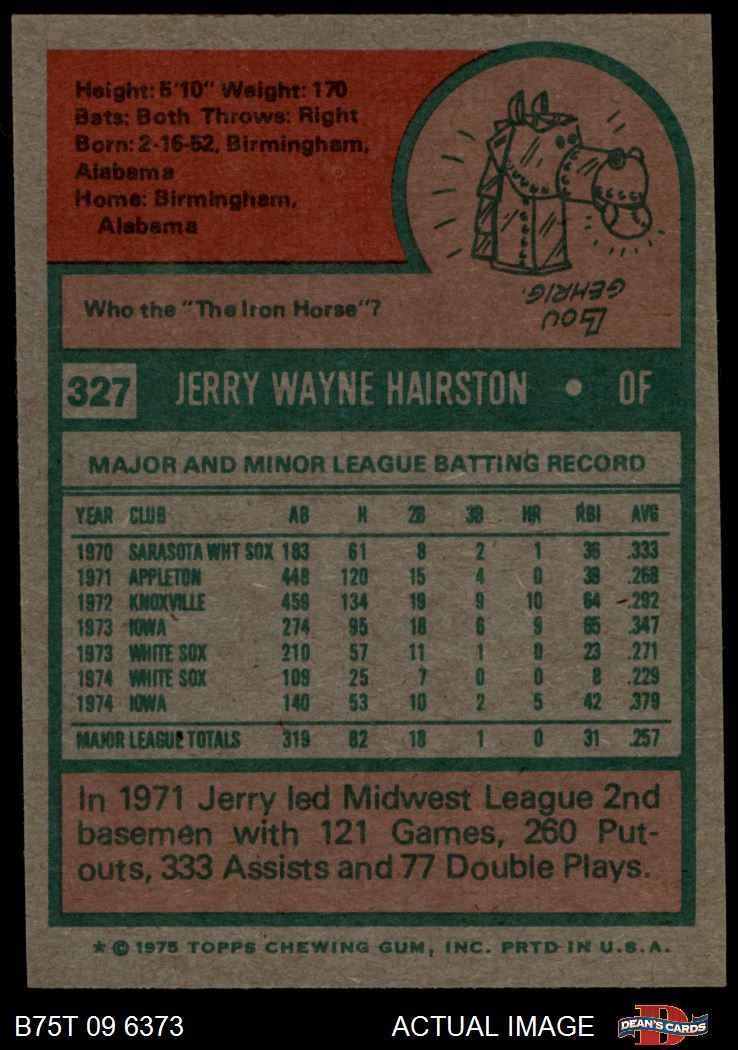 Height: 5'10" Weight: 170
Bats: Both Throws: Right
Born: 2-16-52, Birmingham,
Alabama
Home: Birmingham,
Alabama
Who the "The Iron Horse"?
LOU
GEHRIG.
327 JERRY WAYNE HAIRSTON • OF
MAJOR AND MINOR LEAGUE BATTING RECORD
YEAR CLUB AB H 2B 3B HR RBI AVG
1970 SARASOTA WHT SOX 183 61 8 2 1 36 .333
1971 APPLETON 448 120 15 4 0 39 .268
1972 KNOXVILLE 459 134 19 9 10 64 .292
1973 IOWA 274 95 18 6 9 65 .347
1973 WHITE SOX 210 57 11 1 0 23 .271
1974 WHITE SOX 109 25 7 0 0 8 .229
1974 IOWA 140 53 10 2 5 42 .379
MAJOR LEAGUE TOTALS 319 82 18 1 0 31 .257
In 1971 Jerry led Midwest League 2nd
basemen with 121 Games, 260 Put-
outs, 333 Assists and 77 Double Plays.
* © 1975 TOPPS CHEWING GUM, INC. PRTD IN U.S.A.
B75T 09 6373 ACTUAL IMAGE DEAN'S CARDS